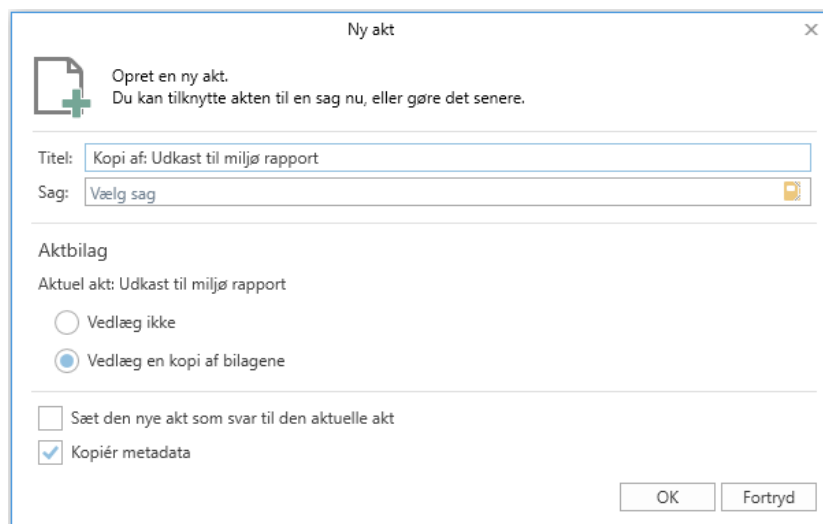 Ny akt
Opret en ny akt.
Du kan tilknytte akten til en sag nu, eller gøre det senere.
Titel: Kopi af: Udkast til miljø rapport
Sag: Vælg sag
Aktbilag
Aktuel akt: Udkast til miljø rapport
Vedlæg ikke
Vedlæg en kopi af bilagene
Sæt den nye akt som svar til den aktuelle akt
Kopiér metadata
OK Fortryd